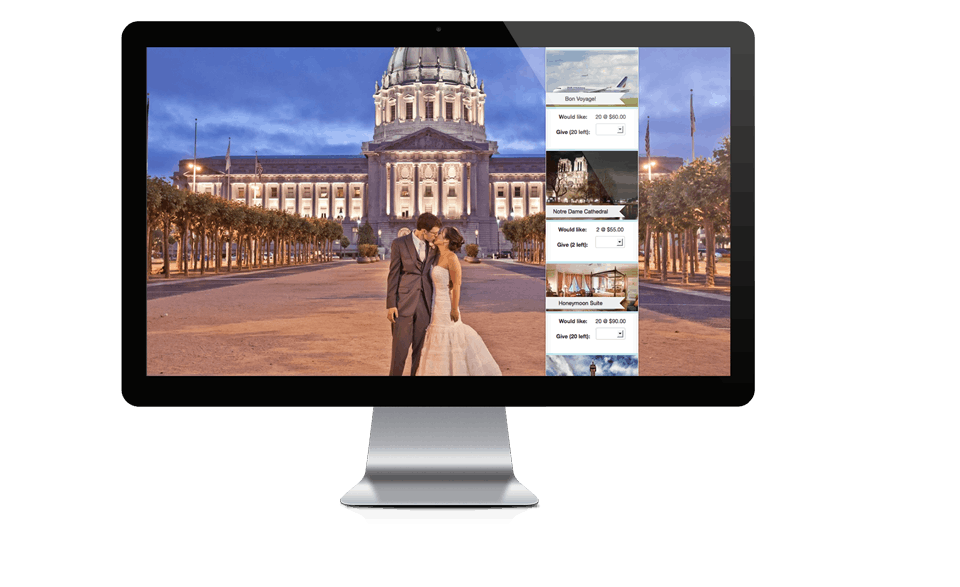 Bon Voyage!
Would like: 20 @ $60.00
Give (20 left):
Notre Dame Cathedral
Would like: 2 @ $55.00
Give (2 left):
Honeymoon Suite
Would like: 20 @ $90.00
Give (20 left):